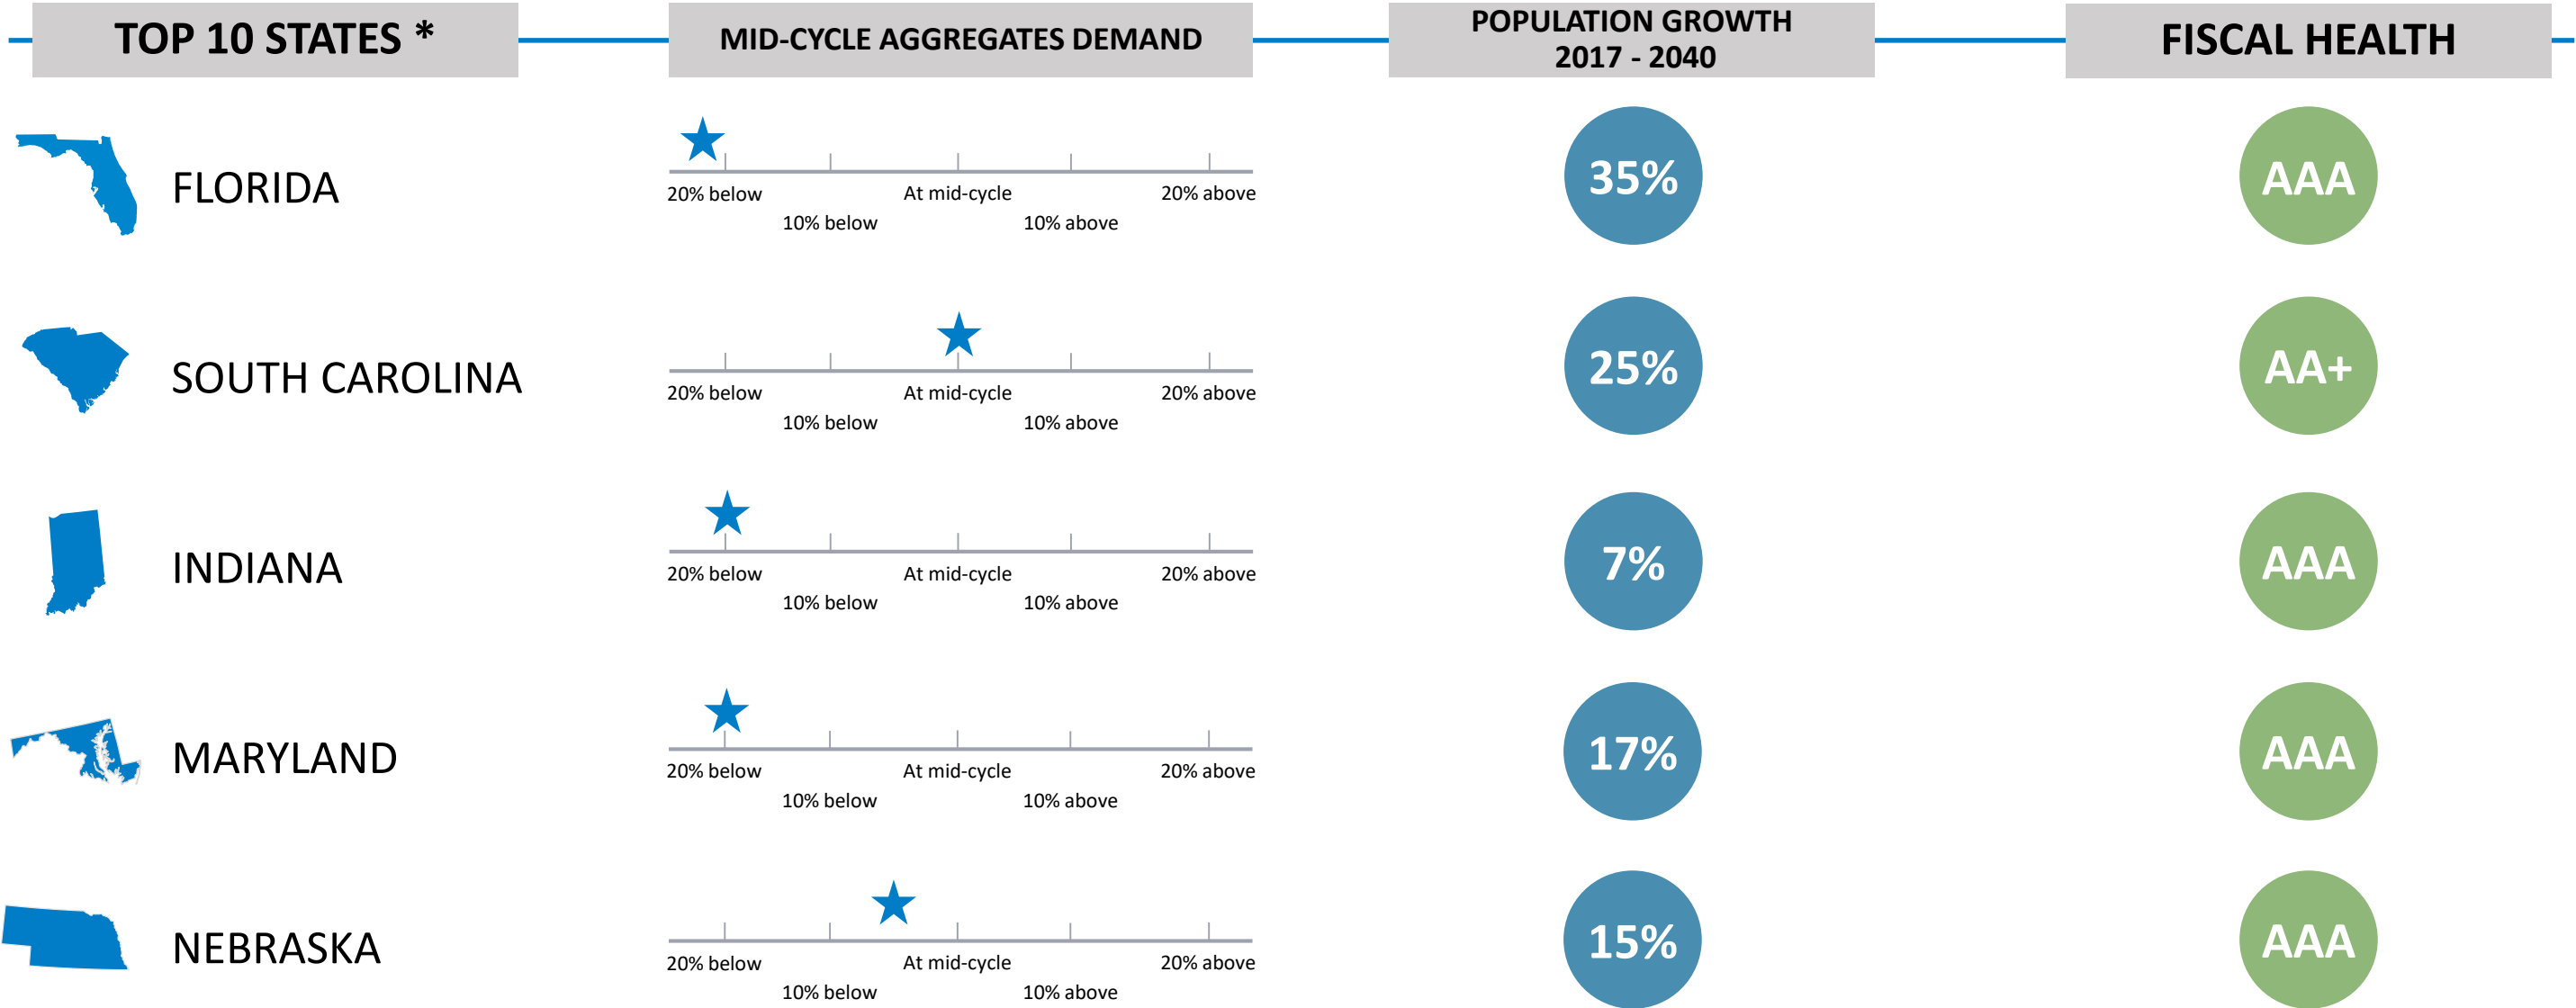 TOP 10 STATES *
MID-CYCLE AGGREGATES DEMAND
POPULATION GROWTH
2017 - 2040
FISCAL HEALTH
FLORIDA
20% below
10% below
At mid-cycle
10% above
20% above
35%
AAA
SOUTH CAROLINA
20% below
10% below
At mid-cycle
10% above
20% above
25%
AA+
INDIANA
20% below
10% below
At mid-cycle
10% above
20% above
7%
AAA
MARYLAND
20% below
10% below
At mid-cycle
10% above
20% above
17%
AAA
NEBRASKA
20% below
10% below
At mid-cycle
10% above
20% above
15%
AAA